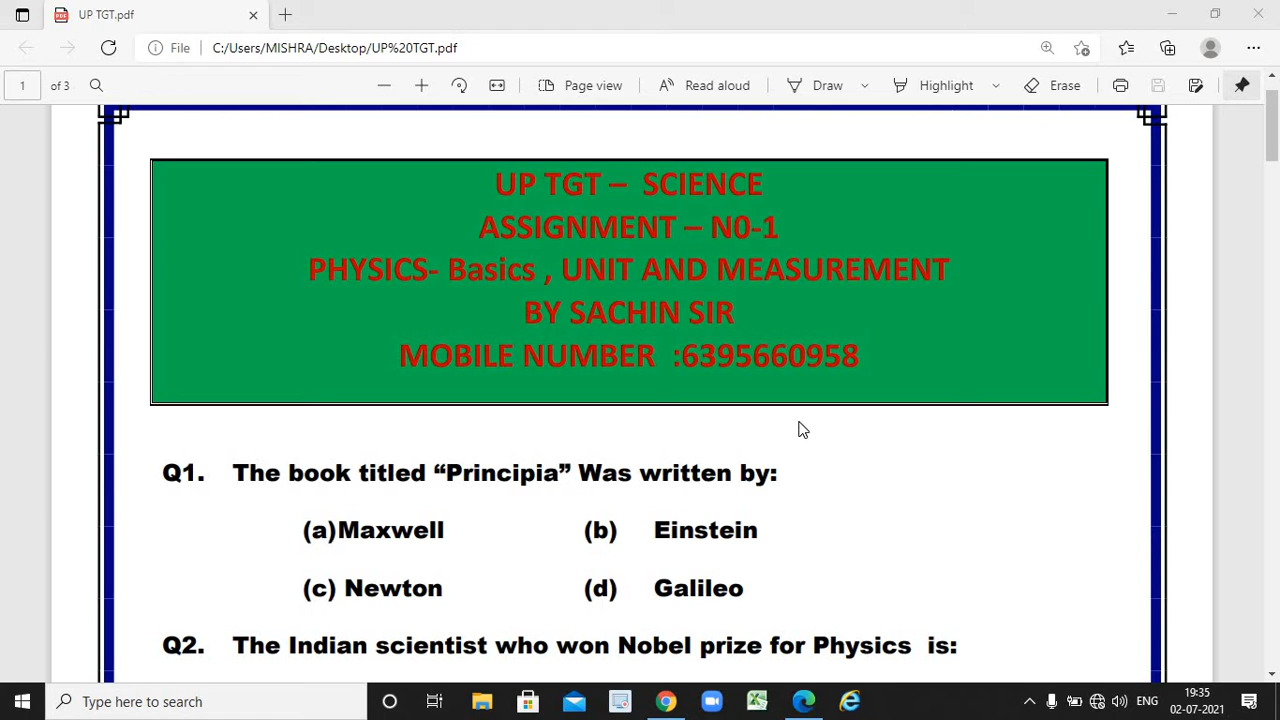 UP TGT.pdf
File C:/Users/MISHRA/Desktop/UP%20TGT.pdf
1 of 3 Page view Read aloud Draw Highlight Erase
UP TGT – SCIENCE
ASSIGNMENT – N0-1
PHYSICS- Basics , UNIT AND MEASUREMENT
BY SACHIN SIR
MOBILE NUMBER :6395660958
Q1. The book titled “Principia” Was written by:
(a)Maxwell (b) Einstein
(c) Newton (d) Galileo
Q2. The Indian scientist who won Nobel prize for Physics is:
Type here to search ENG 19:35
02-07-2021